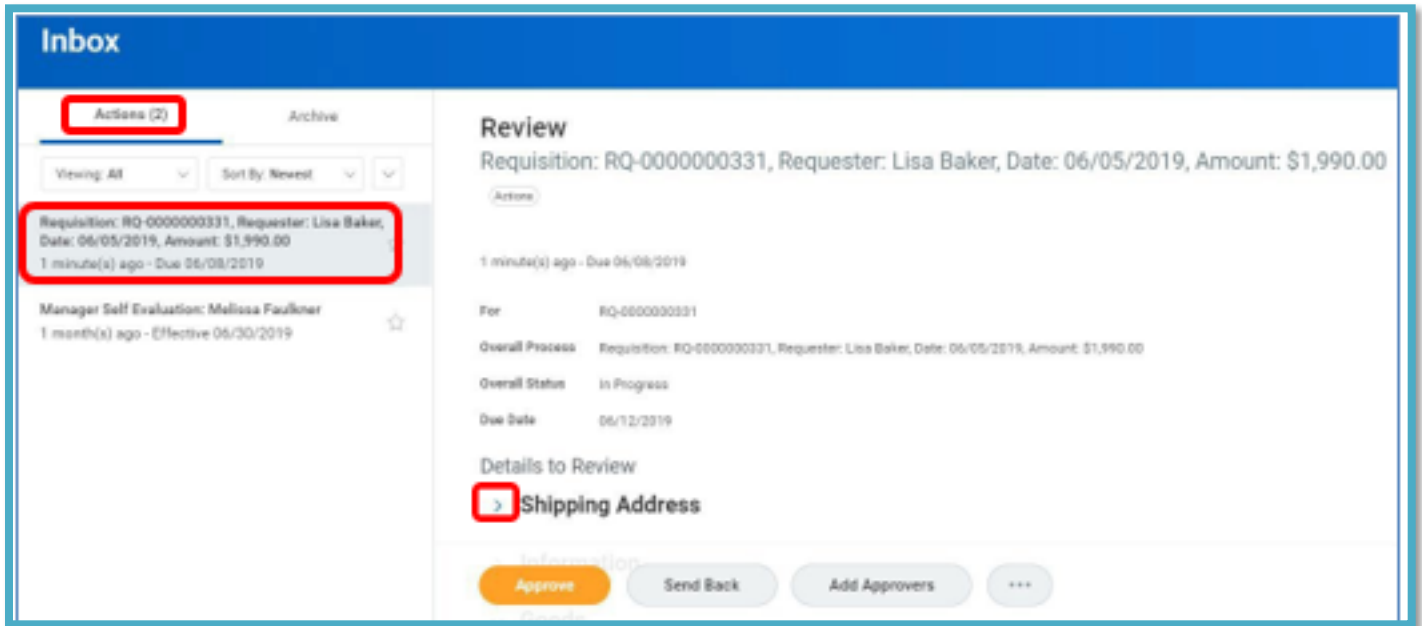 Inbox
Actions (2)
Archive
Viewing: All
Sort By: Newest
Requisition: RQ-0000000331, Requester: Lisa Baker,
Date: 06/05/2019, Amount: $1,990.00
1 minute(s) ago - Due 06/08/2019
Manager Self Evaluation: Melissa Faulkner
1 month(s) ago - Effective 06/30/2019
Review
Requisition: RQ-0000000331, Requester: Lisa Baker, Date: 06/05/2019, Amount: $1,990.00
Actions
1 minute(s) ago - Due 06/08/2019
For RQ-0000000331
Overall Process Requisition: RQ-0000000331, Requester: Lisa Baker, Date: 06/05/2019, Amount: $1,990.00
Overall Status In Progress
Due Date 06/12/2019
Details to Review
> Shipping Address
Information
Approve Send Back Add Approvers ...
Goods